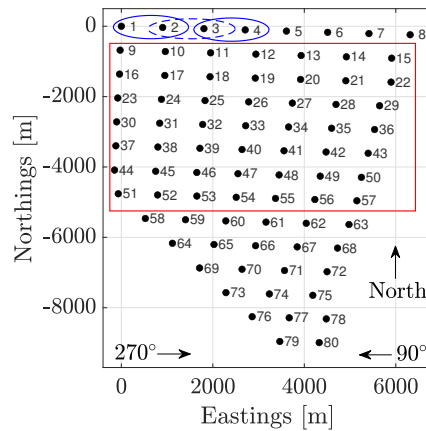 0 1 2 3 4 5 6 7 8
9 10 11 12 13 14 15
16 17 18 19 20 21 22
-2000 23 24 25 26 27 28 29
30 31 32 33 34 35 36
37 38 39 40 41 42 43
-4000 44 45 46 47 48 49 50
51 52 53 54 55 56 57
58 59 60 61 62 63
-6000 64 65 66 67 68
69 70 71 72
North
73 74 75
-8000 76 77 78
79 80
270° 90°
0 2000 4000 6000
Eastings [m]
Northings [m]